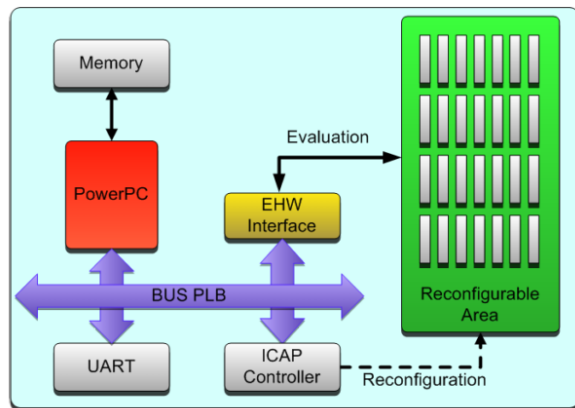 Memory
PowerPC
Evaluation
EHW
Interface
BUS PLB
UART
ICAP
Controller
Reconfiguration
Reconfigurable
Area